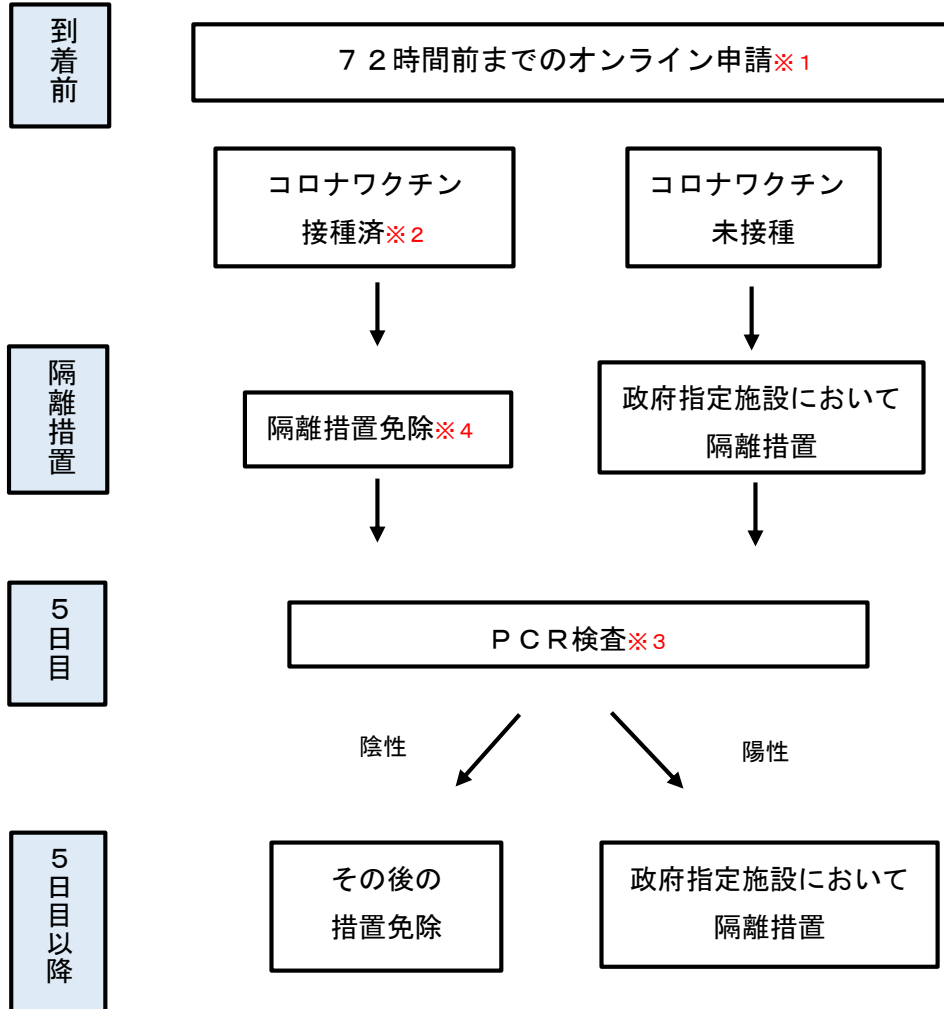 到着前
７２時間前までのオンライン申請※１
コロナワクチン
接種済※２
コロナワクチン
未接種
隔離措置
隔離措置免除※４
政府指定施設において
隔離措置
５日目
ＰＣＲ検査※３
陰性
陽性
５日目以降
その後の
措置免除
政府指定施設において
隔離措置